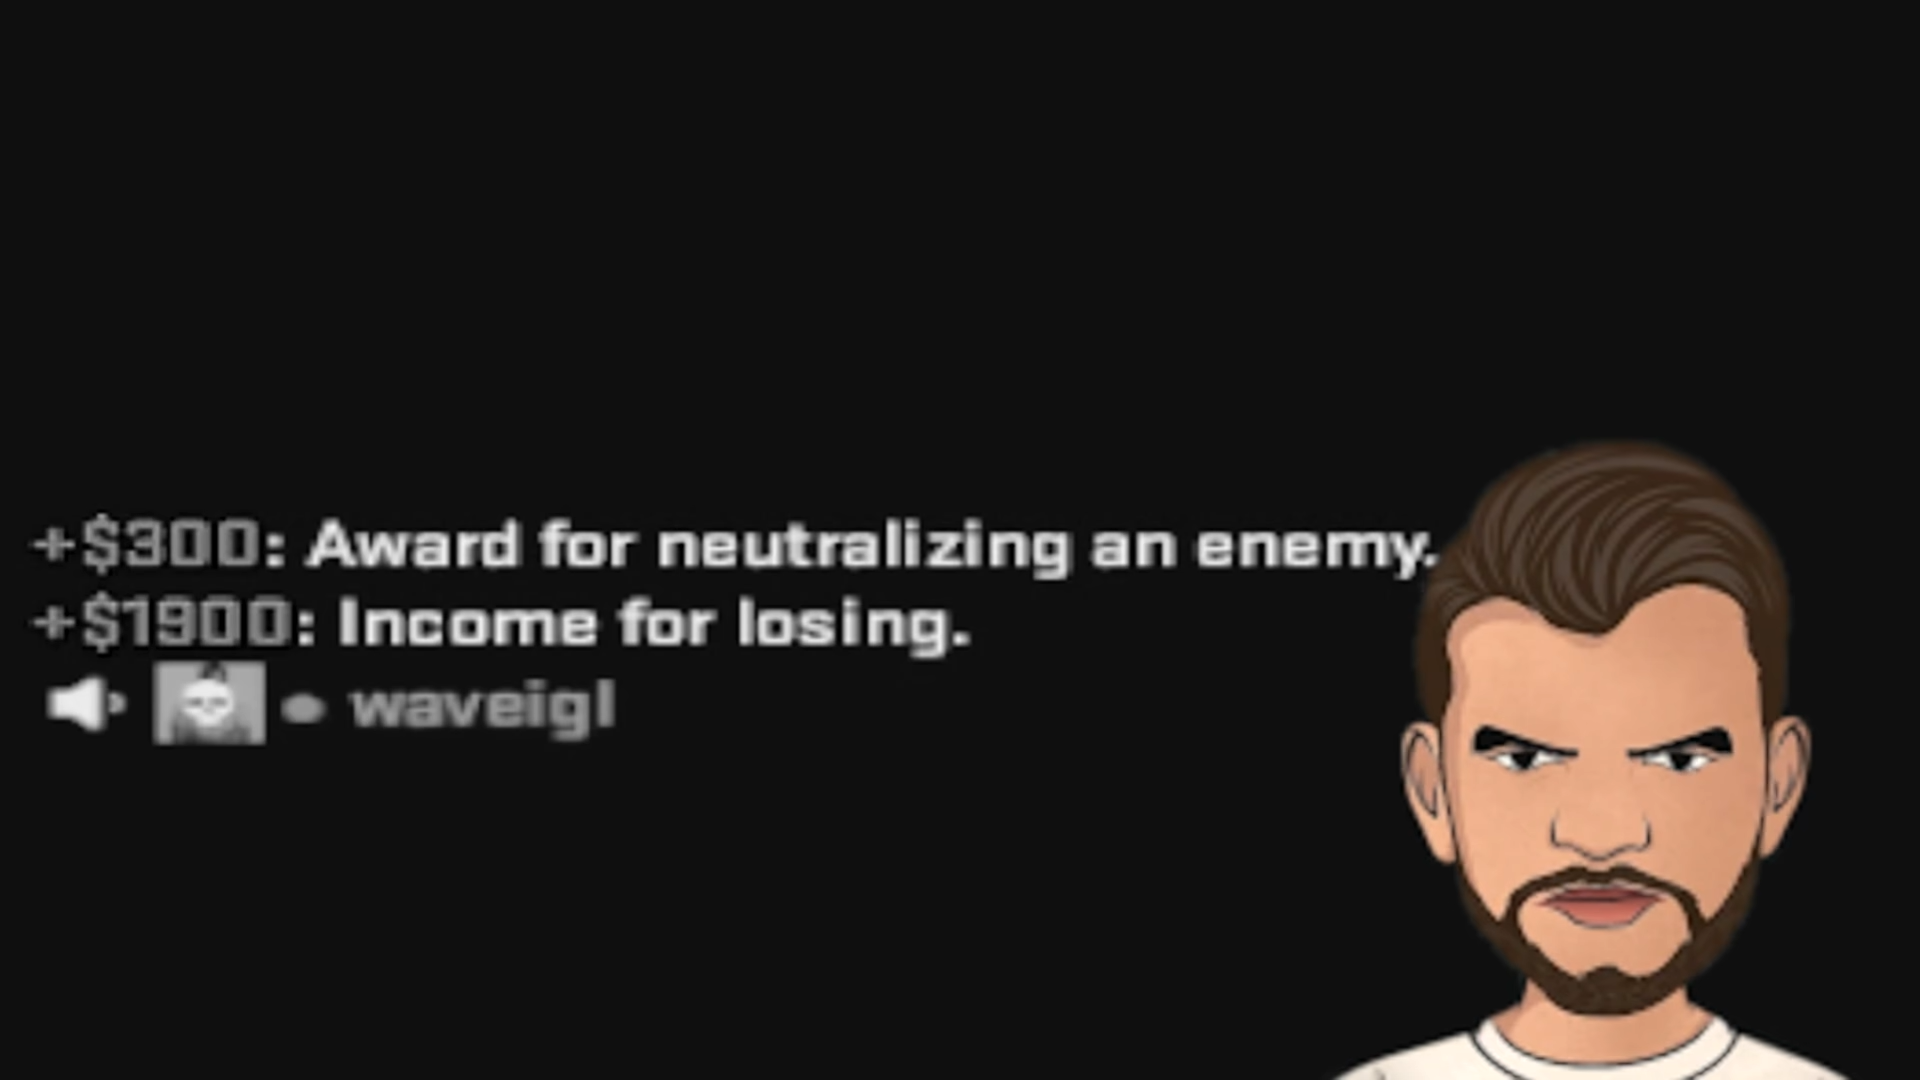 +$300: Award for neutralizing an enemy.
+$1900: Income for losing.
waveigl